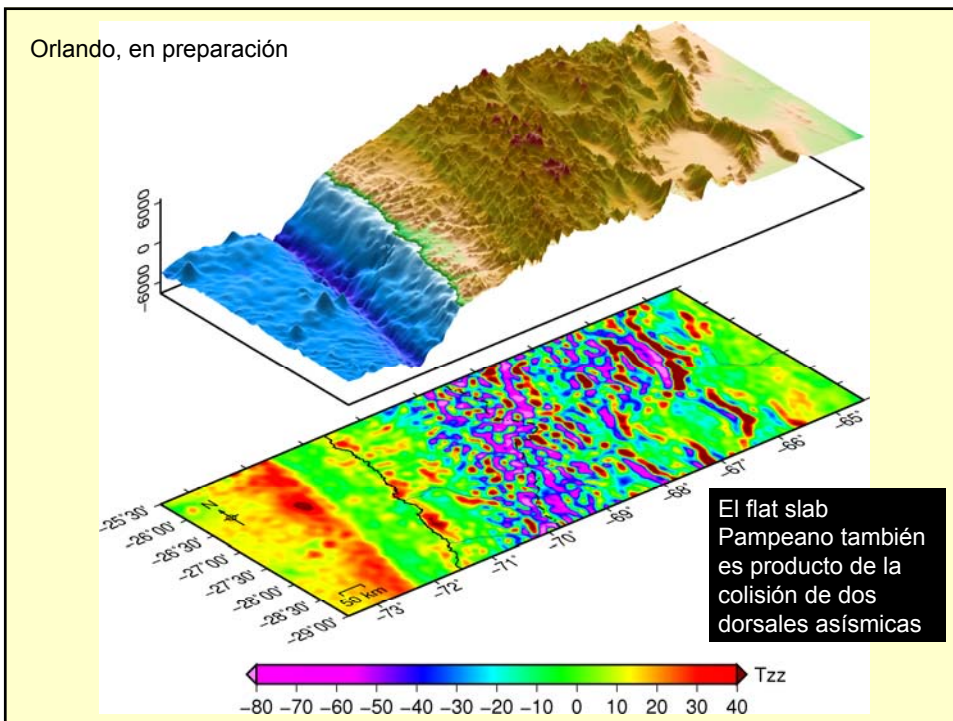 Orlando, en preparación
6000
0
-6000
-25°30'
-26°00'
-26°30'
-27°00'
-27°30'
-28°00'
-28°30'
-29°00'
N
50 km
-73°
-72°
-71°
-70°
-69°
-68°
-67°
-66°
-65°
El flat slab
Pampeano también
es producto de la
colisión de dos
dorsales asísmicas
Tzz
-80 -70 -60 -50 -40 -30 -20 -10 0 10 20 30 40